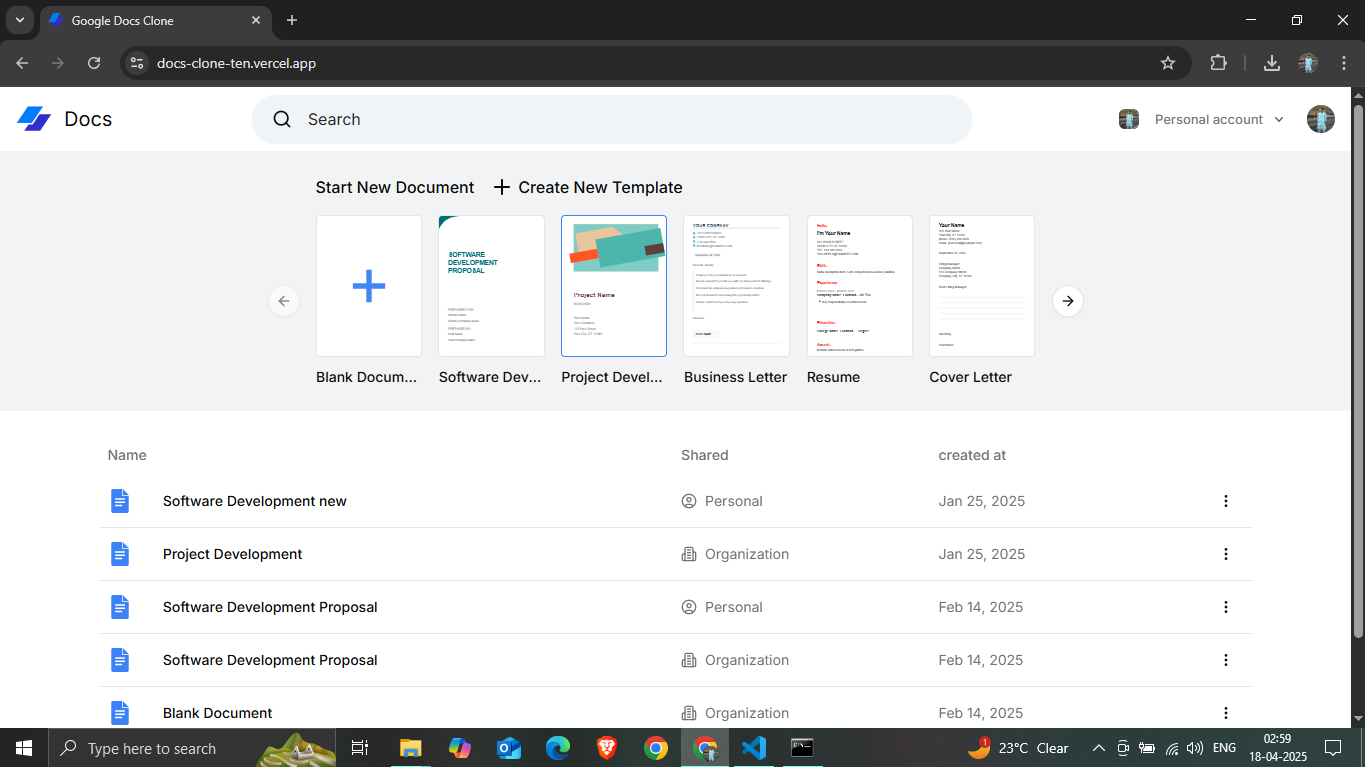 Google Docs Clone
docs-clone-ten.vercel.app
Docs
Search
Personal account
Start New Document
Create New Template
SOFTWARE
DEVELOPMENT
PROPOSAL
Project Name
YOUR COMPANY
Hello,
I'm Your Name
Your Name
Blank Docum...
Software Dev...
Project Devel...
Business Letter
Resume
Cover Letter
Name Shared created at
Software Development new Personal Jan 25, 2025
Project Development Organization Jan 25, 2025
Software Development Proposal Personal Feb 14, 2025
Software Development Proposal Organization Feb 14, 2025
Blank Document Organization Feb 14, 2025
Type here to search
1
23°C Clear
ENG
02:59
18-04-2025